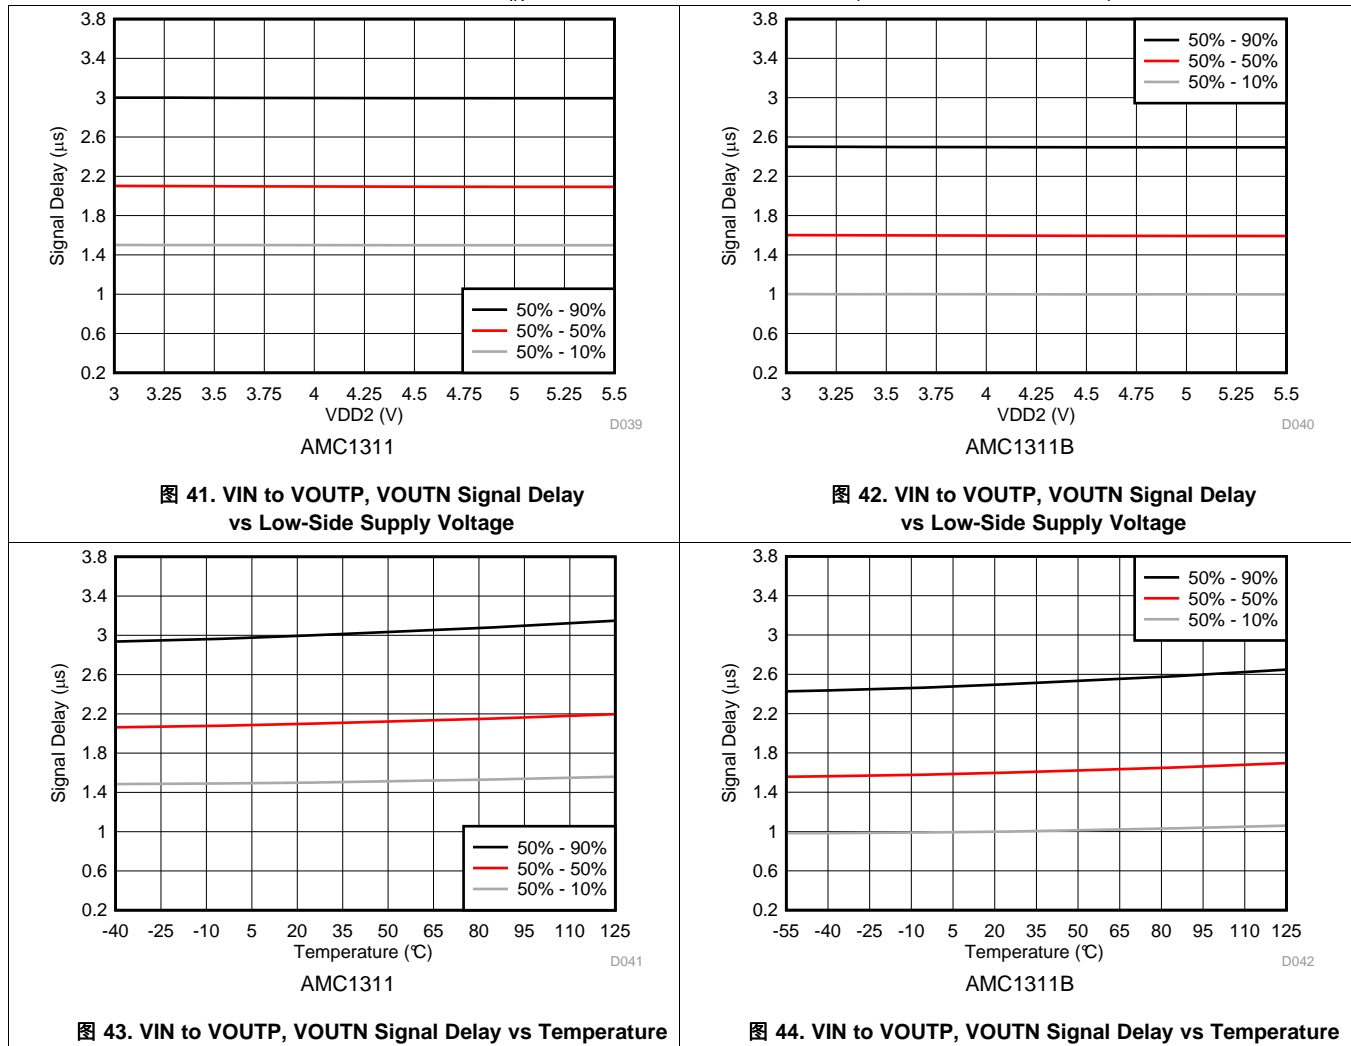 3.8
3.4
3
2.6
2.2
1.8
1.4
1
0.6
0.2
Signal Delay (μs)
50% - 90%
50% - 50%
50% - 10%
3 3.25 3.5 3.75 4 4.25 4.5 4.75 5 5.25 5.5
VDD2 (V)
D039
AMC1311
图 41. VIN to VOUTP, VOUTN Signal Delay
vs Low-Side Supply Voltage
3.8
3.4
3
2.6
2.2
1.8
1.4
1
0.6
0.2
Signal Delay (μs)
50% - 90%
50% - 50%
50% - 10%
3 3.25 3.5 3.75 4 4.25 4.5 4.75 5 5.25 5.5
VDD2 (V)
D040
AMC1311B
图 42. VIN to VOUTP, VOUTN Signal Delay
vs Low-Side Supply Voltage
3.8
3.4
3
2.6
2.2
1.8
1.4
1
0.6
0.2
Signal Delay (μs)
50% - 90%
50% - 50%
50% - 10%
-40 -25 -10 5 20 35 50 65 80 95 110 125
Temperature (°C)
D041
AMC1311
图 43. VIN to VOUTP, VOUTN Signal Delay vs Temperature
3.8
3.4
3
2.6
2.2
1.8
1.4
1
0.6
0.2
Signal Delay (μs)
50% - 90%
50% - 50%
50% - 10%
-55 -40 -25 -10 5 20 35 50 65 80 95 110 125
Temperature (°C)
D042
AMC1311B
图 44. VIN to VOUTP, VOUTN Signal Delay vs Temperature